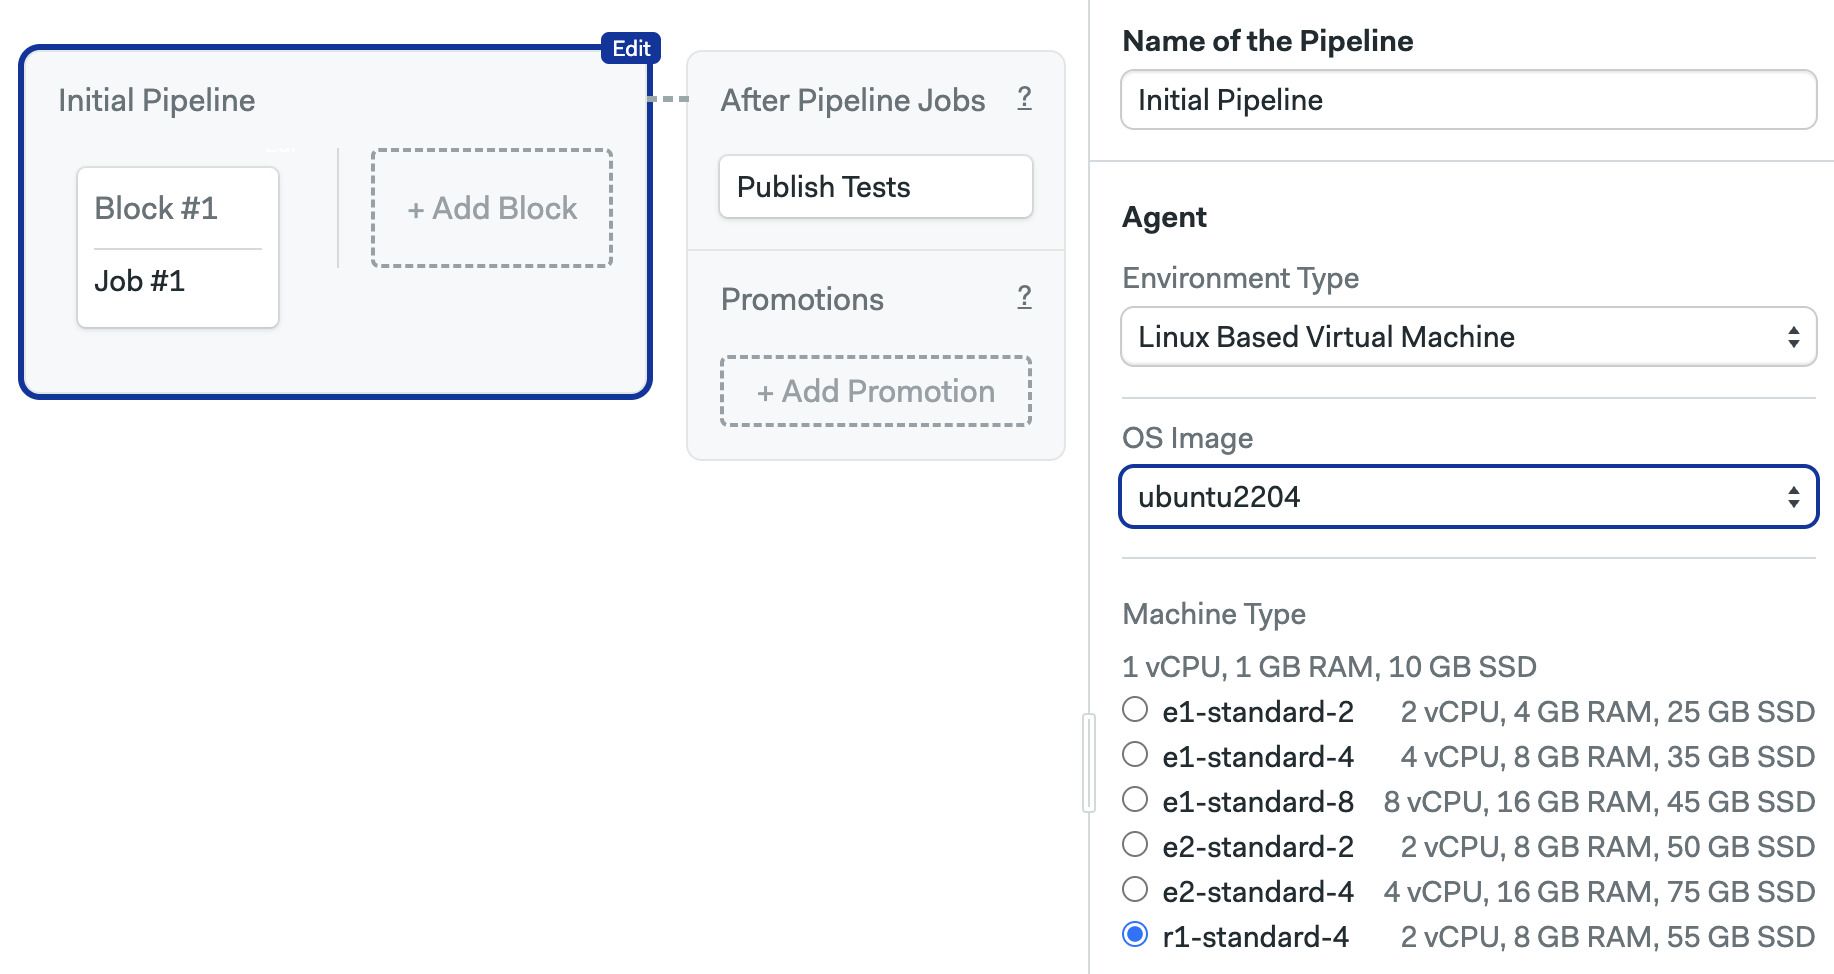 Edit
Initial Pipeline
Block #1
Job #1
+ Add Block
After Pipeline Jobs ?
Publish Tests
Promotions ?
+ Add Promotion
Name of the Pipeline
Initial Pipeline
Agent
Environment Type
Linux Based Virtual Machine
OS Image
ubuntu2204
Machine Type
1 vCPU, 1 GB RAM, 10 GB SSD
e1-standard-2 2 vCPU, 4 GB RAM, 25 GB SSD
e1-standard-4 4 vCPU, 8 GB RAM, 35 GB SSD
e1-standard-8 8 vCPU, 16 GB RAM, 45 GB SSD
e2-standard-2 2 vCPU, 8 GB RAM, 50 GB SSD
e2-standard-4 4 vCPU, 16 GB RAM, 75 GB SSD
r1-standard-4 2 vCPU, 8 GB RAM, 55 GB SSD